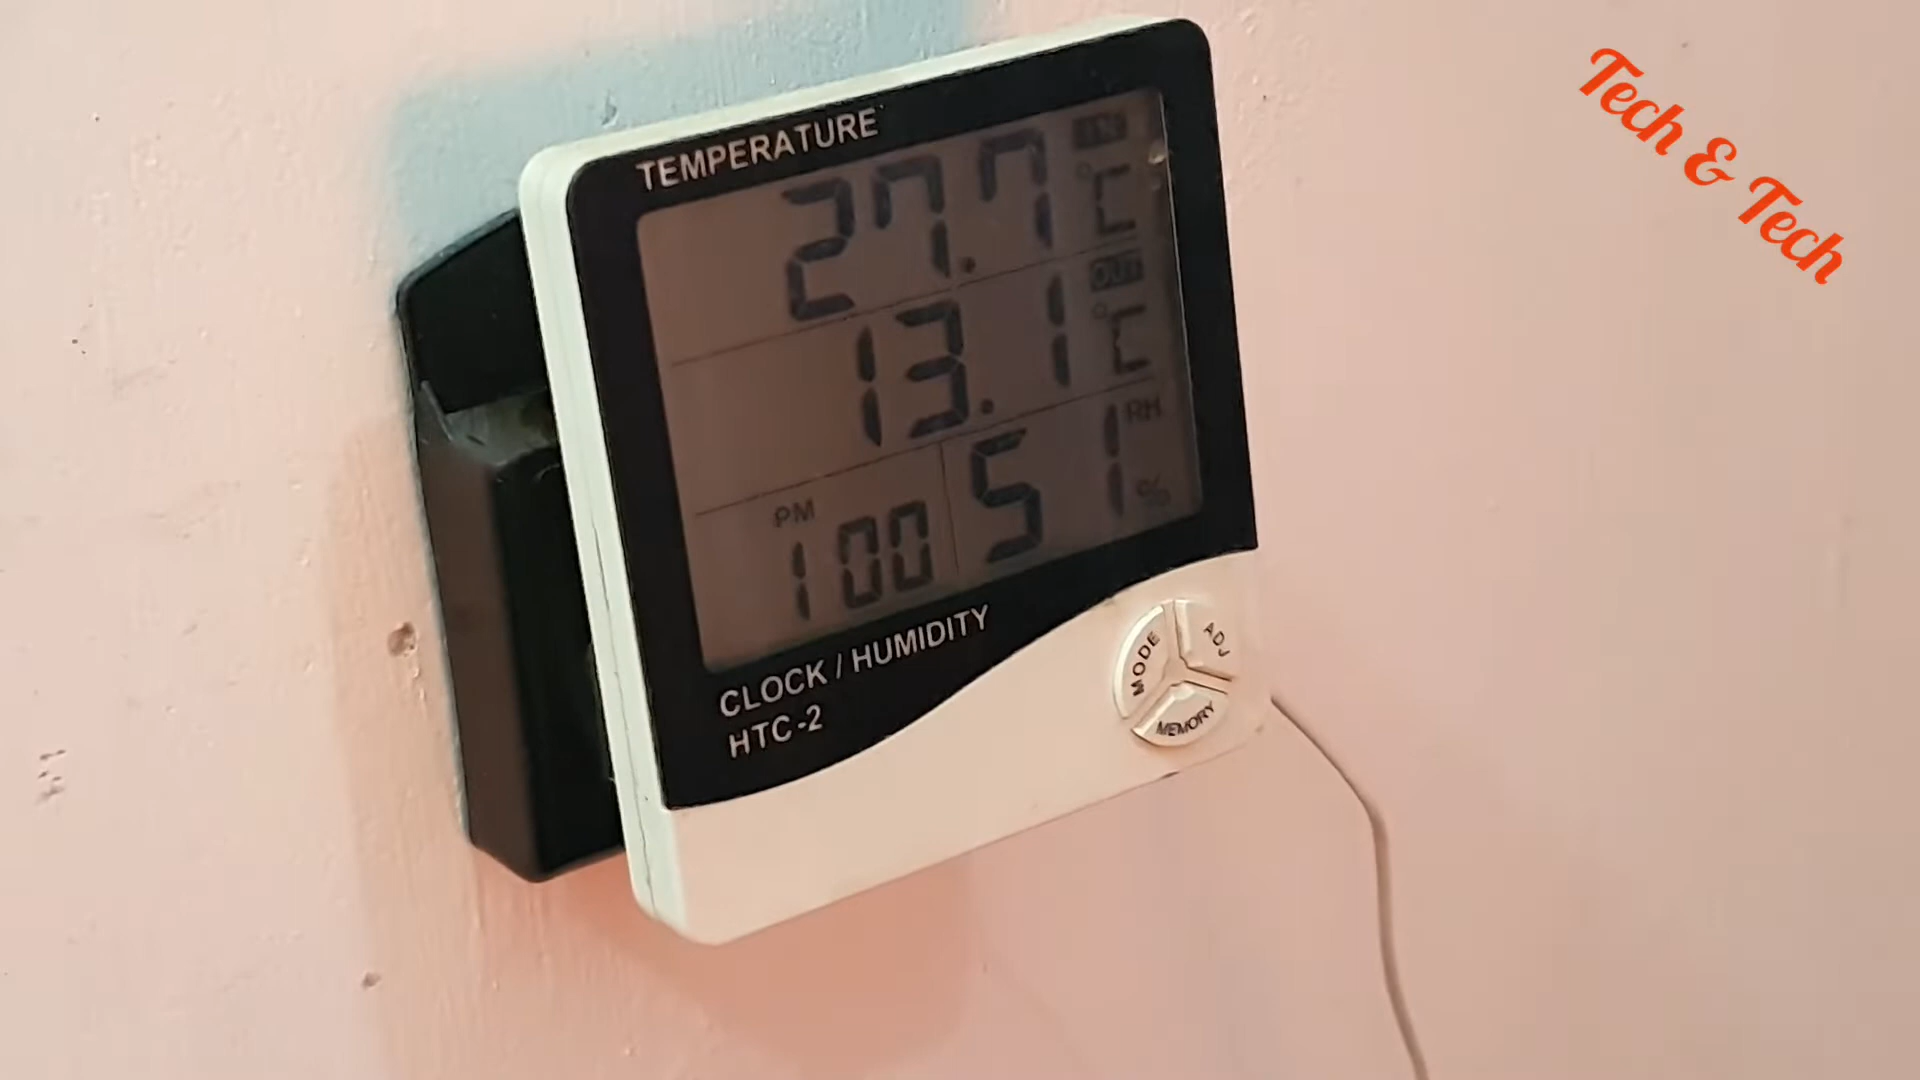 TEMPERATURE
27.7 °C
OUT
13.1 °C
PM
1 00
51 RH %
CLOCK / HUMIDITY
HTC-2
MODE
ADJ
MEMORY
Tech & Tech